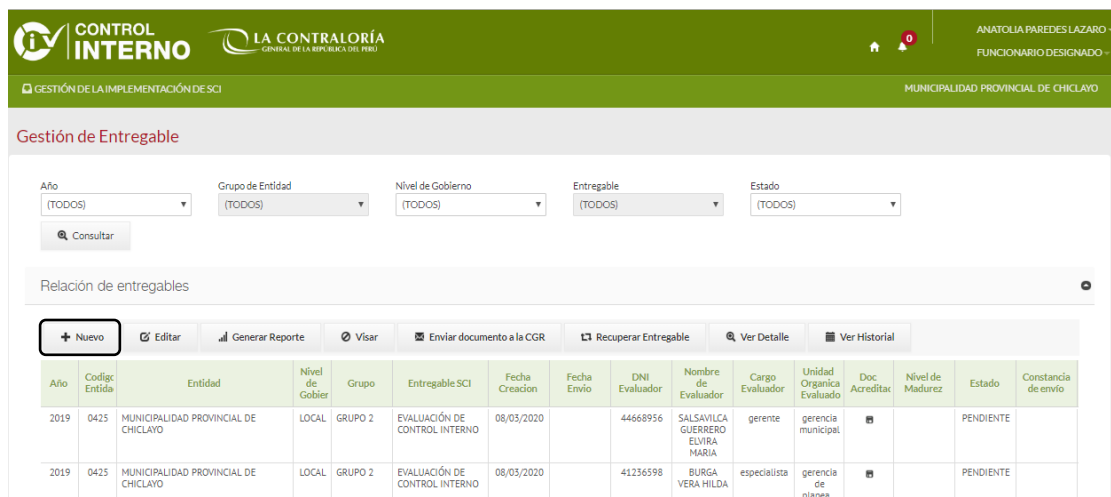 CONTROL
INTERNO
LA CONTRALORÍA
GENERAL DE LA REPÚBLICA DEL PERÚ
0
ANATOLIA PAREDES LAZARO
FUNCIONARIO DESIGNADO
GESTIÓN DE LA IMPLEMENTACIÓN DE SCI
MUNICIPALIDAD PROVINCIAL DE CHICLAYO
Gestión de Entregable
Año Grupo de Entidad Nivel de Gobierno Entregable Estado
(TODOS) (TODOS) (TODOS) (TODOS) (TODOS)
Consultar
Relación de entregables
Nuevo Editar Generar Reporte Visar Enviar documento a la CGR Recuperar Entregable Ver Detalle Ver Historial
Año Codigo Entida Entidad Nivel de Gobier Grupo Entregable SCI Fecha Creacion Fecha Envio DNI Evaluador Nombre de Evaluador Cargo Evaluador Unidad Organica Evaluado Doc Acreditac Nivel de Madurez Estado Constancia de envío
2019 0425 MUNICIPALIDAD PROVINCIAL DE LOCAL GRUPO 2 EVALUACIÓN DE 08/03/2020 44668956 SALSAVILCA gerente gerencia PENDIENTE
CHICLAYO CONTROL INTERNO GUERRERO municipal
ELVIRA
MARIA
2019 0425 MUNICIPALIDAD PROVINCIAL DE LOCAL GRUPO 2 EVALUACIÓN DE 08/03/2020 41236598 BURGA especialista gerencia PENDIENTE
CHICLAYO CONTROL INTERNO VERA HILDA de
planea